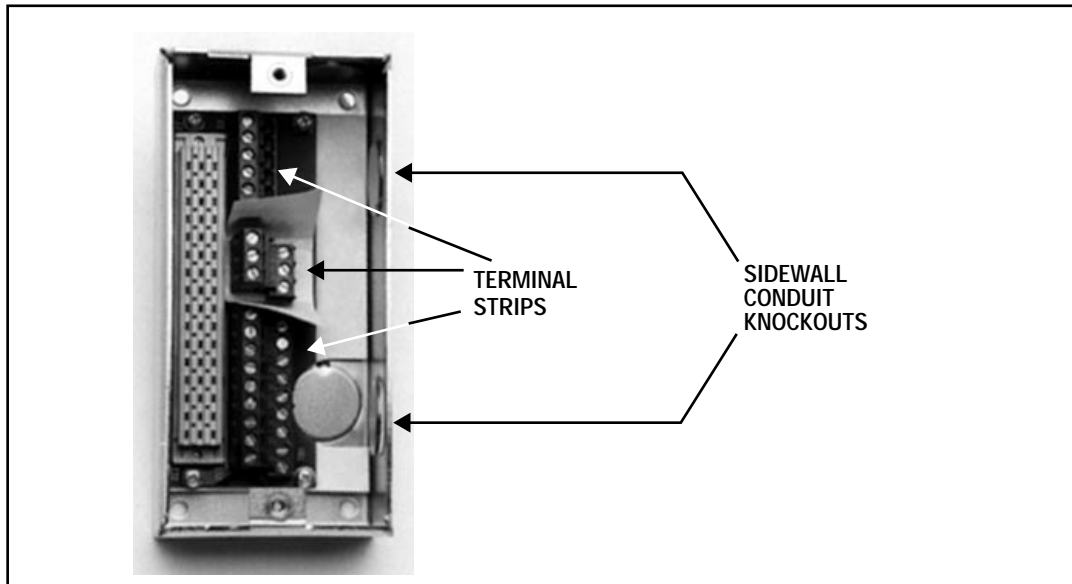 TERMINAL
STRIPS
SIDEWALL
CONDUIT
KNOCKOUTS